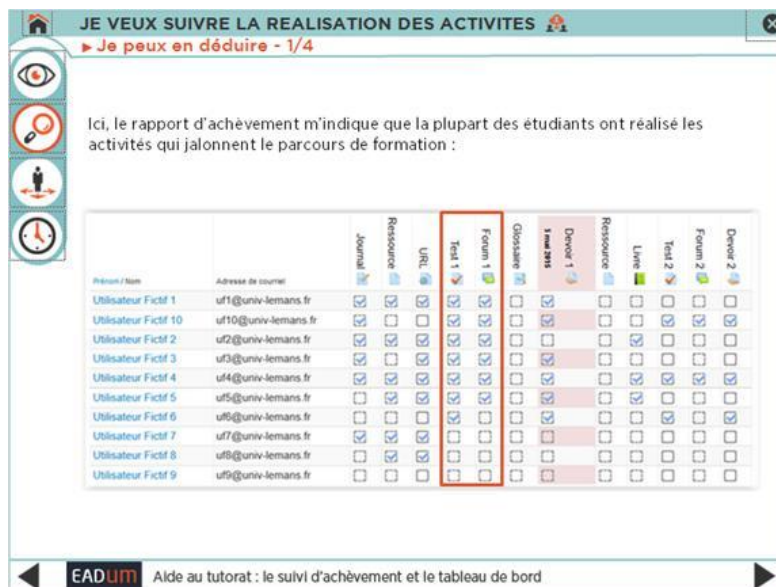 JE VEUX SUIVRE LA REALISATION DES ACTIVITES
► Je peux en déduire - 1/4
Ici, le rapport d'achèvement m'indique que la plupart des étudiants ont réalisé les
activités qui jalonnent le parcours de formation :
Prénom / Nom Adresse de courriel Journal Ressource URL Test 1 Forum 1 Glossaire 5 mai 2015 Devoir 1 Ressource Livre Test 2 Forum 2 Devoir 2
Utilisateur Fictif 1 uf1@univ-lemans.fr
Utilisateur Fictif 10 uf10@univ-lemans.fr
Utilisateur Fictif 2 uf2@univ-lemans.fr
Utilisateur Fictif 3 uf3@univ-lemans.fr
Utilisateur Fictif 4 uf4@univ-lemans.fr
Utilisateur Fictif 5 uf5@univ-lemans.fr
Utilisateur Fictif 6 uf6@univ-lemans.fr
Utilisateur Fictif 7 uf7@univ-lemans.fr
Utilisateur Fictif 8 uf8@univ-lemans.fr
Utilisateur Fictif 9 uf9@univ-lemans.fr
EADum Aide au tutorat : le suivi d'achèvement et le tableau de bord